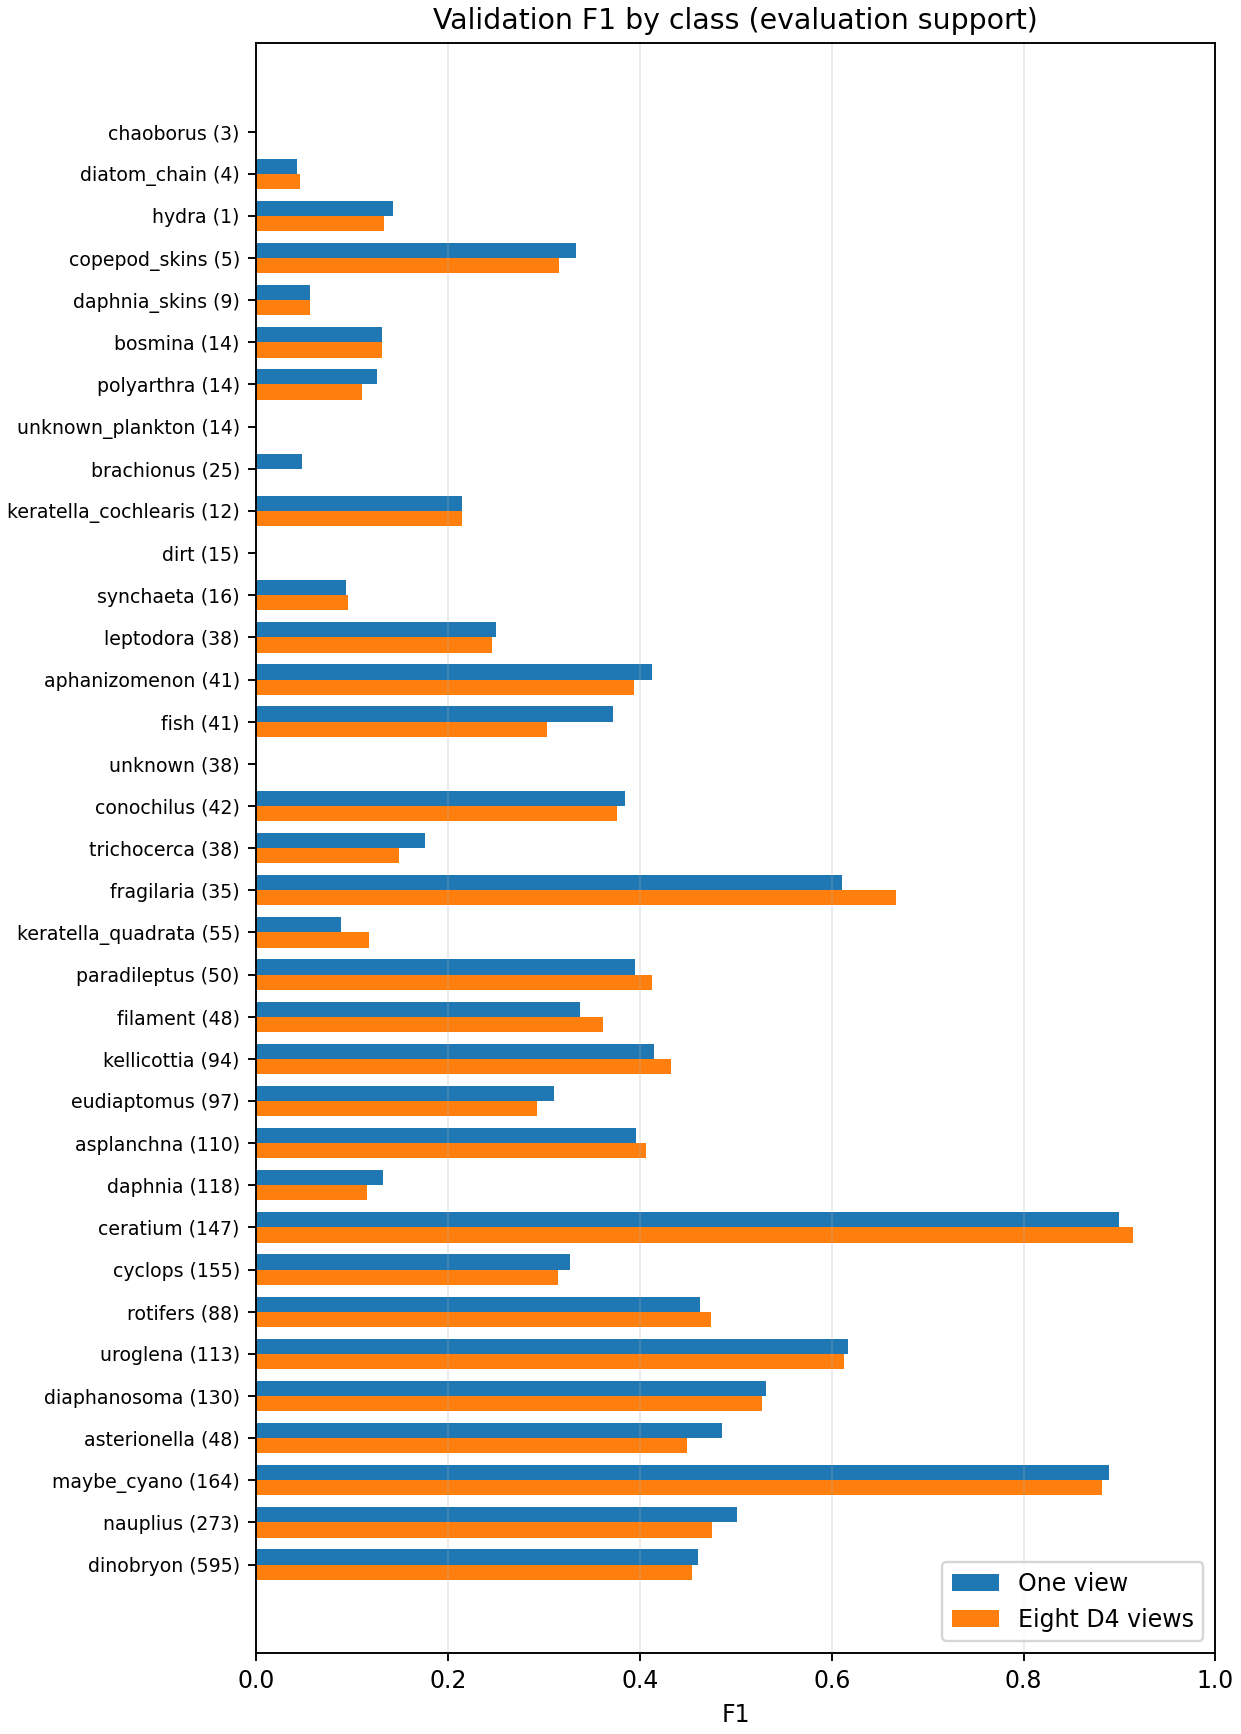 Validation F1 by class (evaluation support)
chaoborus (3)
diatom_chain (4)
hydra (1)
copepod_skins (5)
daphnia_skins (9)
bosmina (14)
polyarthra (14)
unknown_plankton (14)
brachionus (25)
keratella_cochlearis (12)
dirt (15)
synchaeta (16)
leptodora (38)
aphanizomenon (41)
fish (41)
unknown (38)
conochilus (42)
trichocerca (38)
fragilaria (35)
keratella_quadrata (55)
paradileptus (50)
filament (48)
kellicottia (94)
eudiaptomus (97)
asplanchna (110)
daphnia (118)
ceratium (147)
cyclops (155)
rotifers (88)
uroglena (113)
diaphanosoma (130)
asterionella (48)
maybe_cyano (164)
nauplius (273)
dinobryon (595)
One view
Eight D4 views
0.0 0.2 0.4 0.6 0.8 1.0
F1